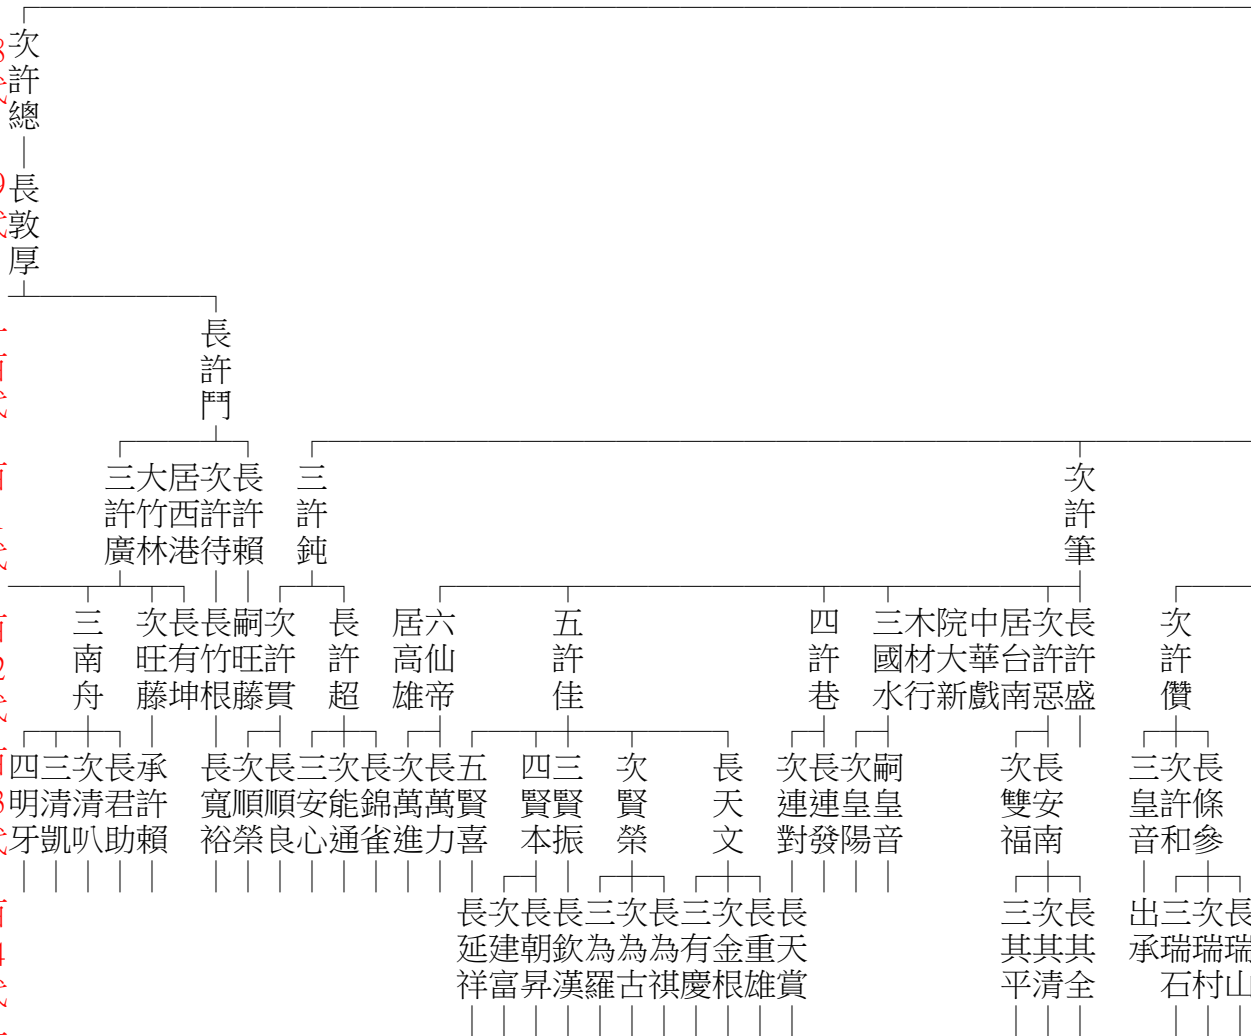 次許總
長敦厚
長許鬥
次許筆
三許鈍
長許賴
次許待
居西港
大竹林
三許廣
次許儹
長許盛
次許惡
居台南
中華戲
院大新
木材行
三國水
四許巷
五許佳
六仙帝
居高雄
長許超
次許貫
嗣旺藤
長竹根
長有坤
次旺藤
三南舟
長條參
次許和
三皇音
長安南
次雙福
嗣皇音
次皇陽
長連發
次連對
長天文
次賢榮
三賢振
四賢本
五賢喜
長萬力
次萬進
長錦雀
次能通
三安心
長順良
次順榮
長寬裕
承許賴
長君助
次清叭
三清凱
四明牙
長瑞山
次瑞村
三瑞石
出承
長其全
次其清
三其平
長天賞
長重雄
次金根
三有慶
長為祺
次為古
三為羅
長欽漢
長朝昇
次建富
長延祥